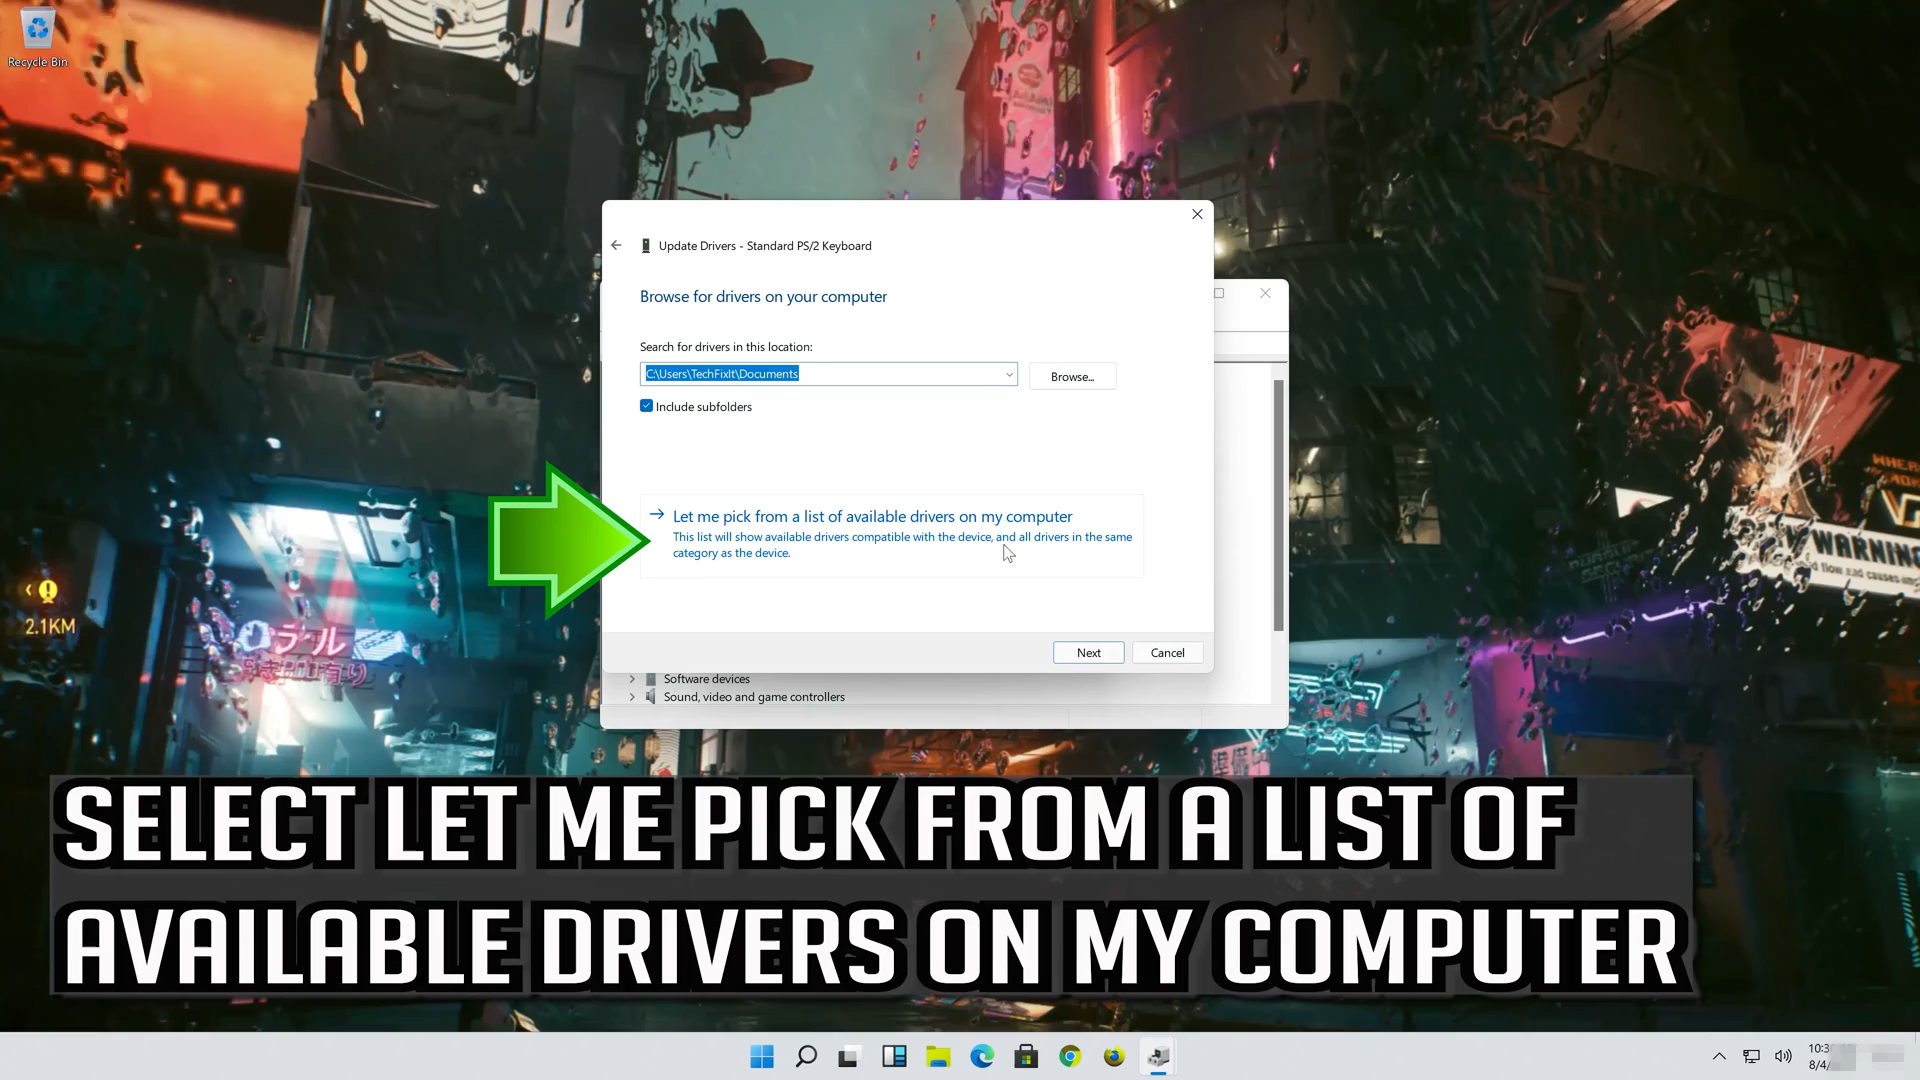 Recycle Bin
Update Drivers - Standard PS/2 Keyboard
Browse for drivers on your computer
Search for drivers in this location:
C:\Users\TechFixIt\Documents
Browse...
Include subfolders
Let me pick from a list of available drivers on my computer
This list will show available drivers compatible with the device, and all drivers in the same
category as the device.
Next
Cancel
Software devices
Sound, video and game controllers
2.1KM
ラル
WARNING
SELECT LET ME PICK FROM A LIST OF
AVAILABLE DRIVERS ON MY COMPUTER
10:3
8/4/